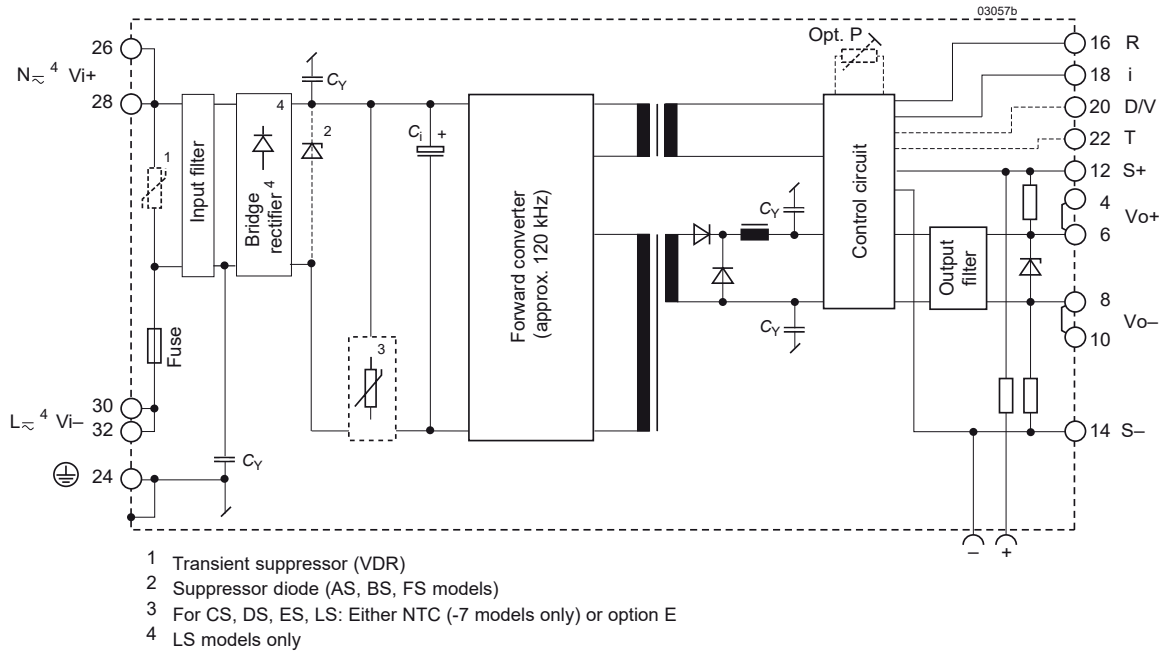 03057b
Opt. P
26
N≂ 4 Vi+
28
1
Input filter
Bridge rectifier 4
4
CY
2
Ci
+
3
Fuse
30
L≂ 4 Vi–
32
24
CY
Forward converter
(approx. 120 kHz)
CY
CY
Control circuit
Output filter
16 R
18 i
20 D/V
22 T
12 S+
4
Vo+
6
8
Vo–
10
14 S–
– +
1 Transient suppressor (VDR)
2 Suppressor diode (AS, BS, FS models)
3 For CS, DS, ES, LS: Either NTC (-7 models only) or option E
4 LS models only